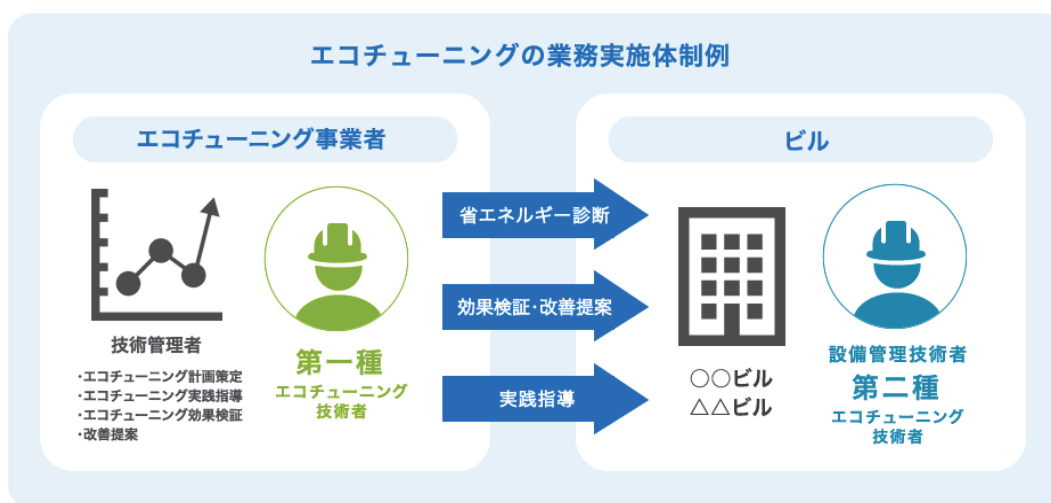 エコチューニングの業務実施体制例
エコチューニング事業者
技術管理者
・エコチューニング計画策定
・エコチューニング実践指導
・エコチューニング効果検証
・改善提案
第一種
エコチューニング
技術者
省エネルギー診断
効果検証・改善提案
実践指導
ビル
〇〇ビル
△△ビル
設備管理技術者
第二種
エコチューニング
技術者